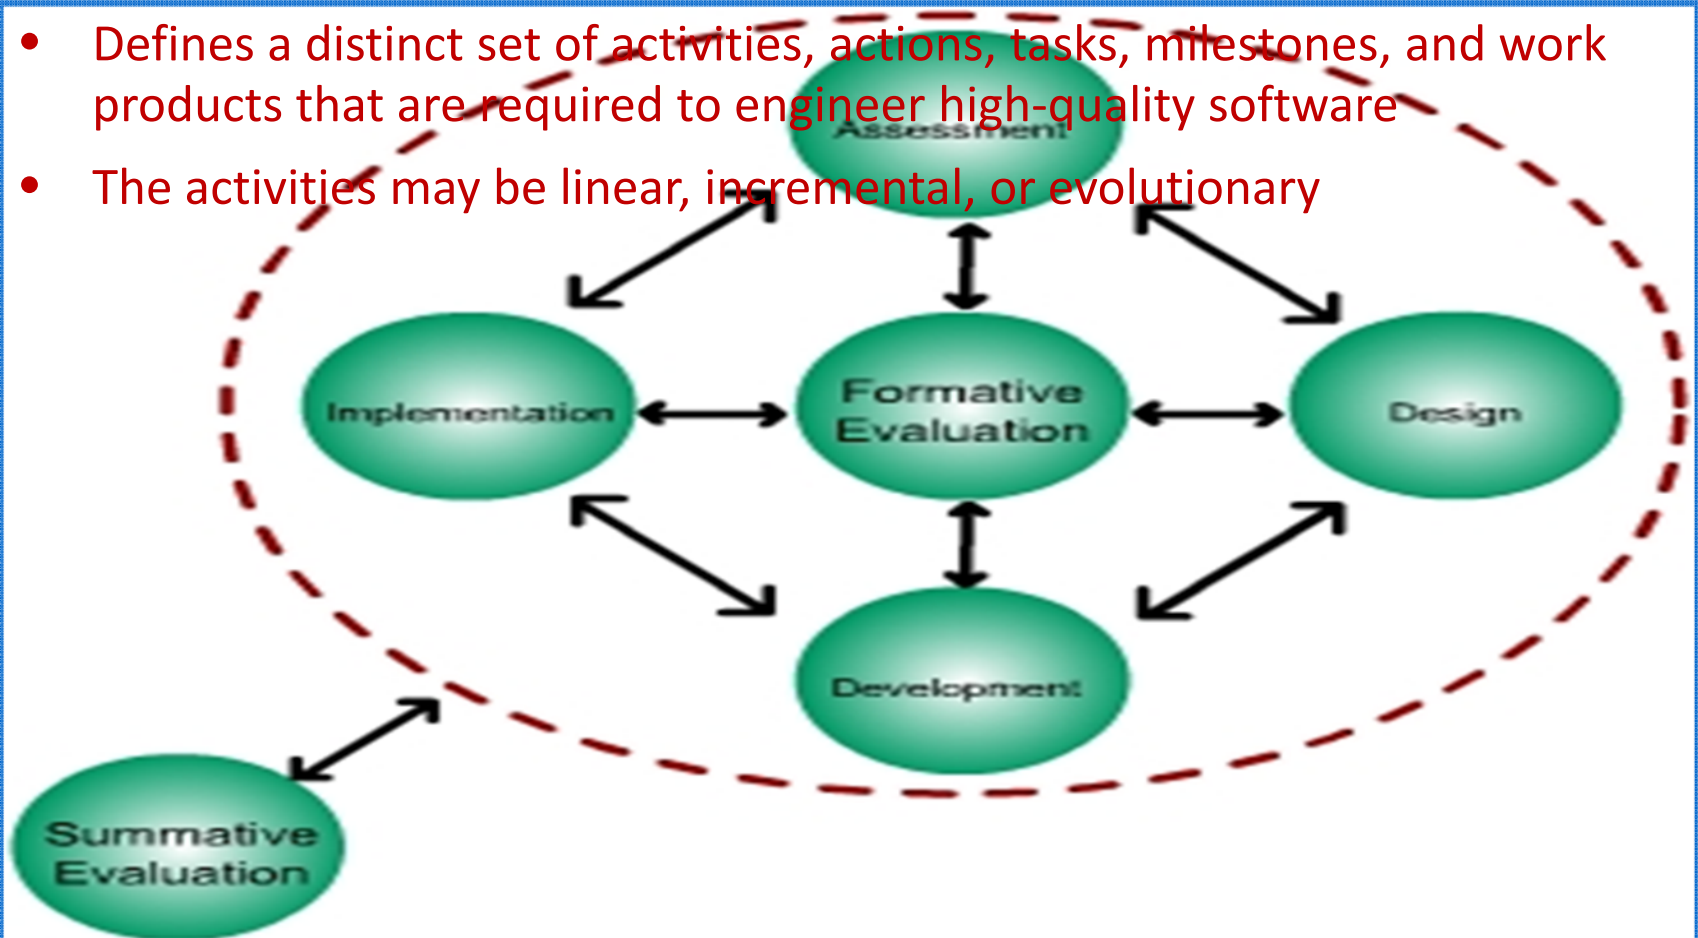 • Defines a distinct set of activities, actions, tasks, milestones, and work
products that are required to engineer high-quality software
• The activities may be linear, incremental, or evolutionary
Assessment
Implementation
Formative
Evaluation
Design
Development
Summative
Evaluation